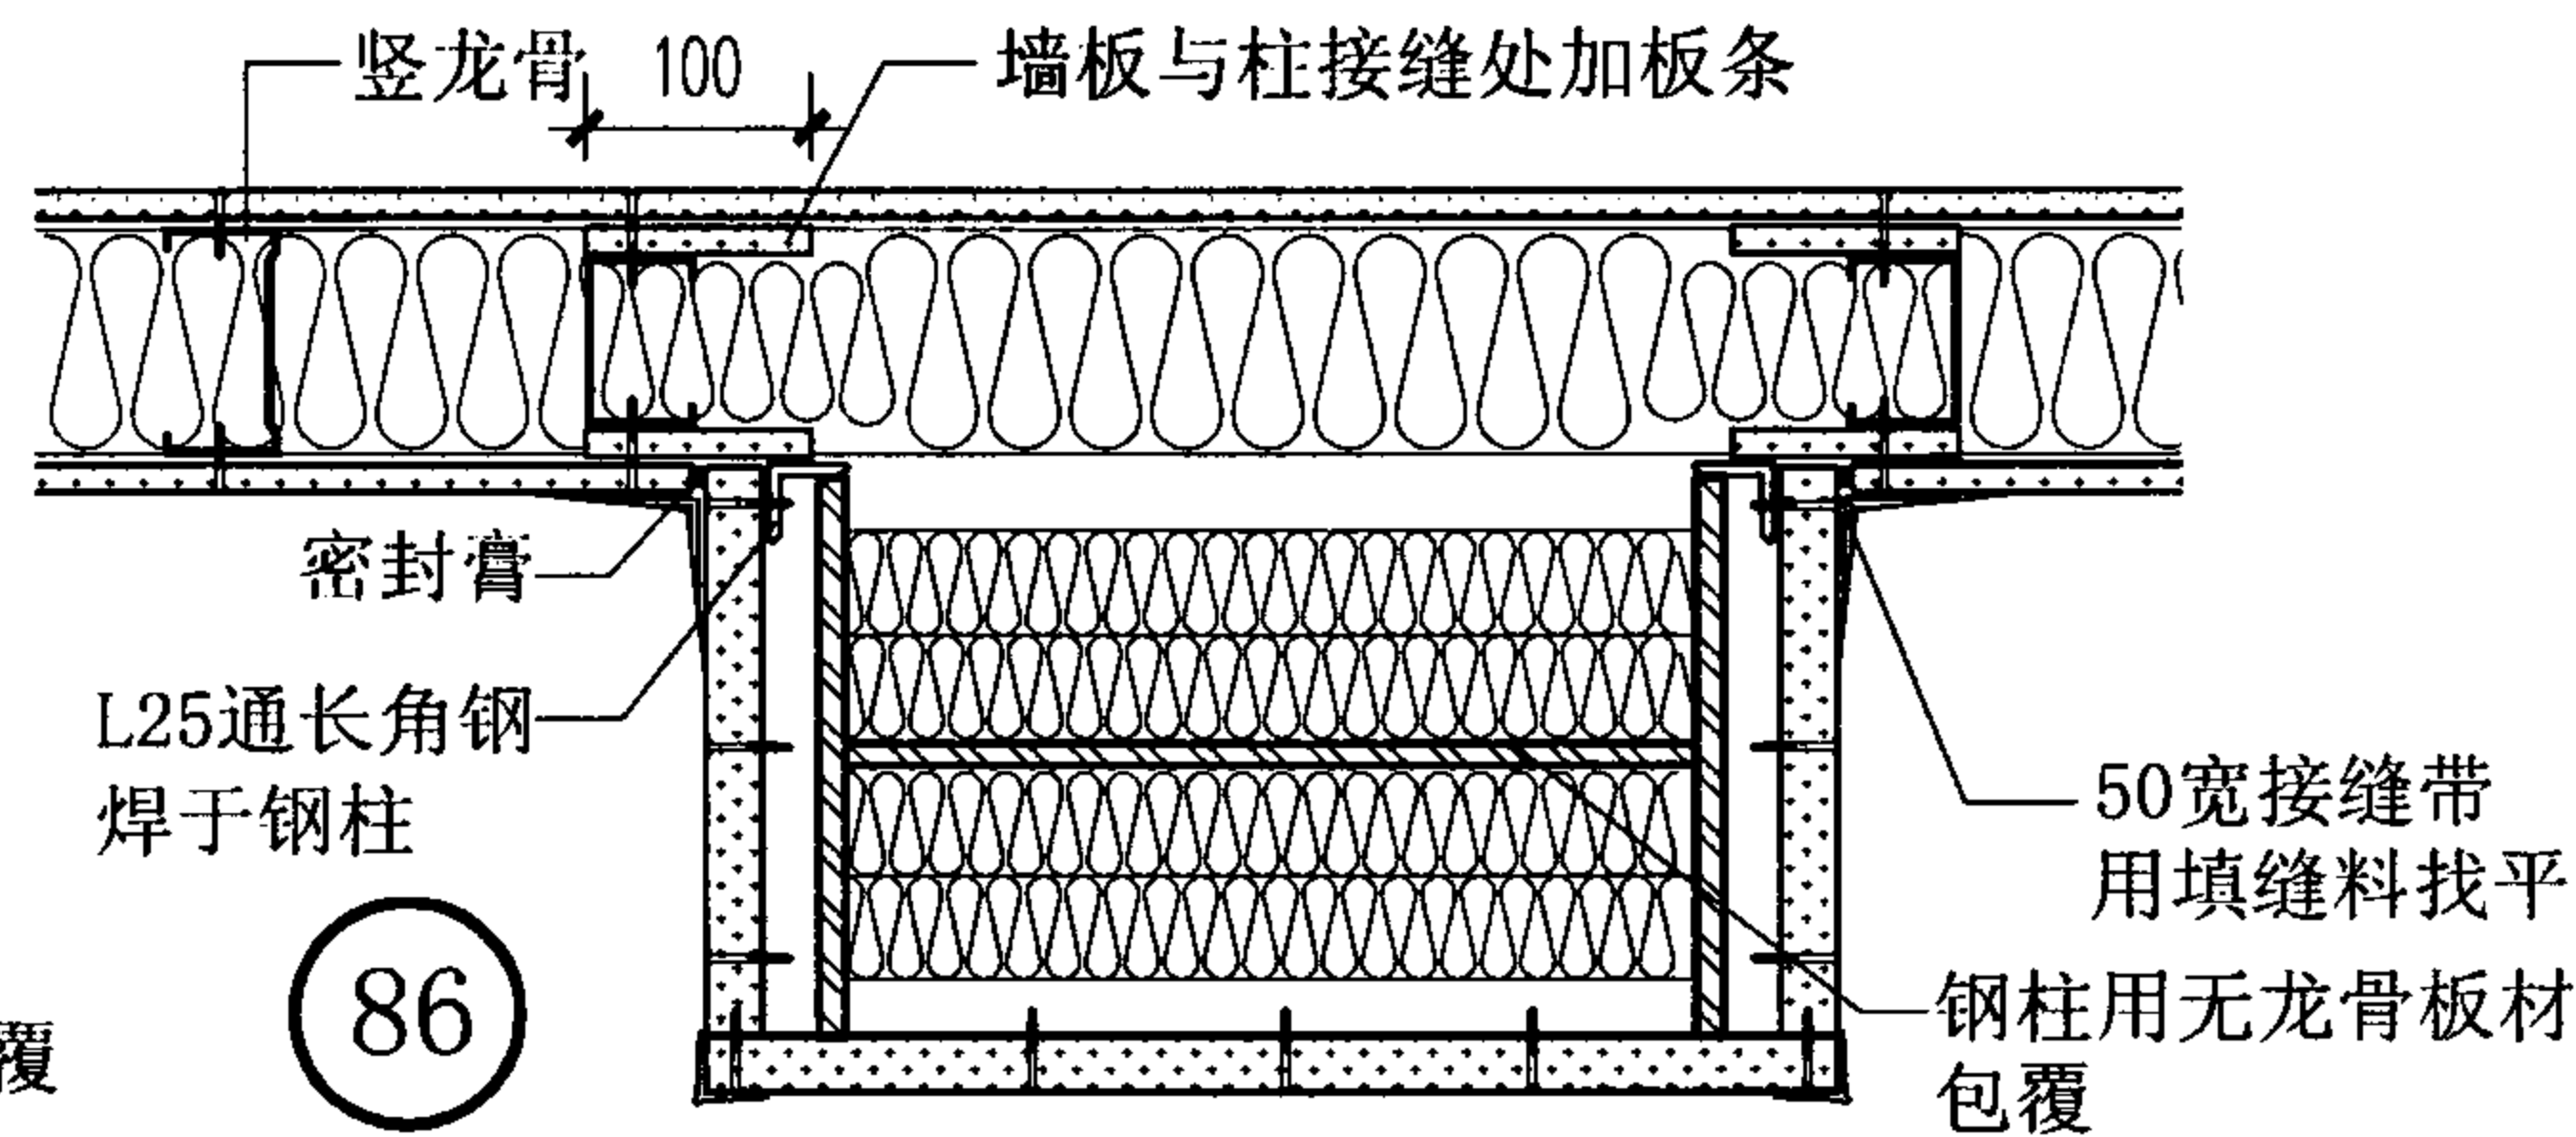 竖龙骨
100
墙板与柱接缝处加板条
密封膏
L25通长角钢
焊于钢柱
86
覆
50宽接缝带
用填缝料找平
钢柱用无龙骨板材
包覆